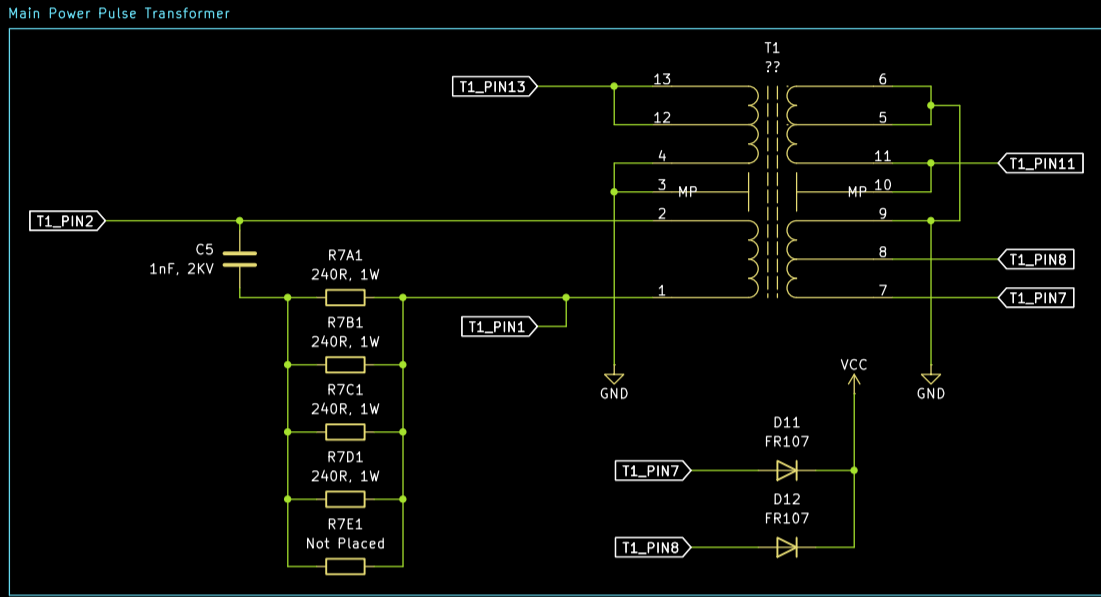 Main Power Pulse Transformer
T1
??
T1_PIN13
13
6
12
5
4
11
T1_PIN11
3 MP
MP 10
T1_PIN2
2
9
C5
1nF, 2KV
8
T1_PIN8
R7A1
240R, 1W
1
7
T1_PIN7
R7B1
240R, 1W
T1_PIN1
VCC
GND
GND
R7C1
240R, 1W
D11
FR107
R7D1
240R, 1W
T1_PIN7
D12
FR107
R7E1
Not Placed
T1_PIN8